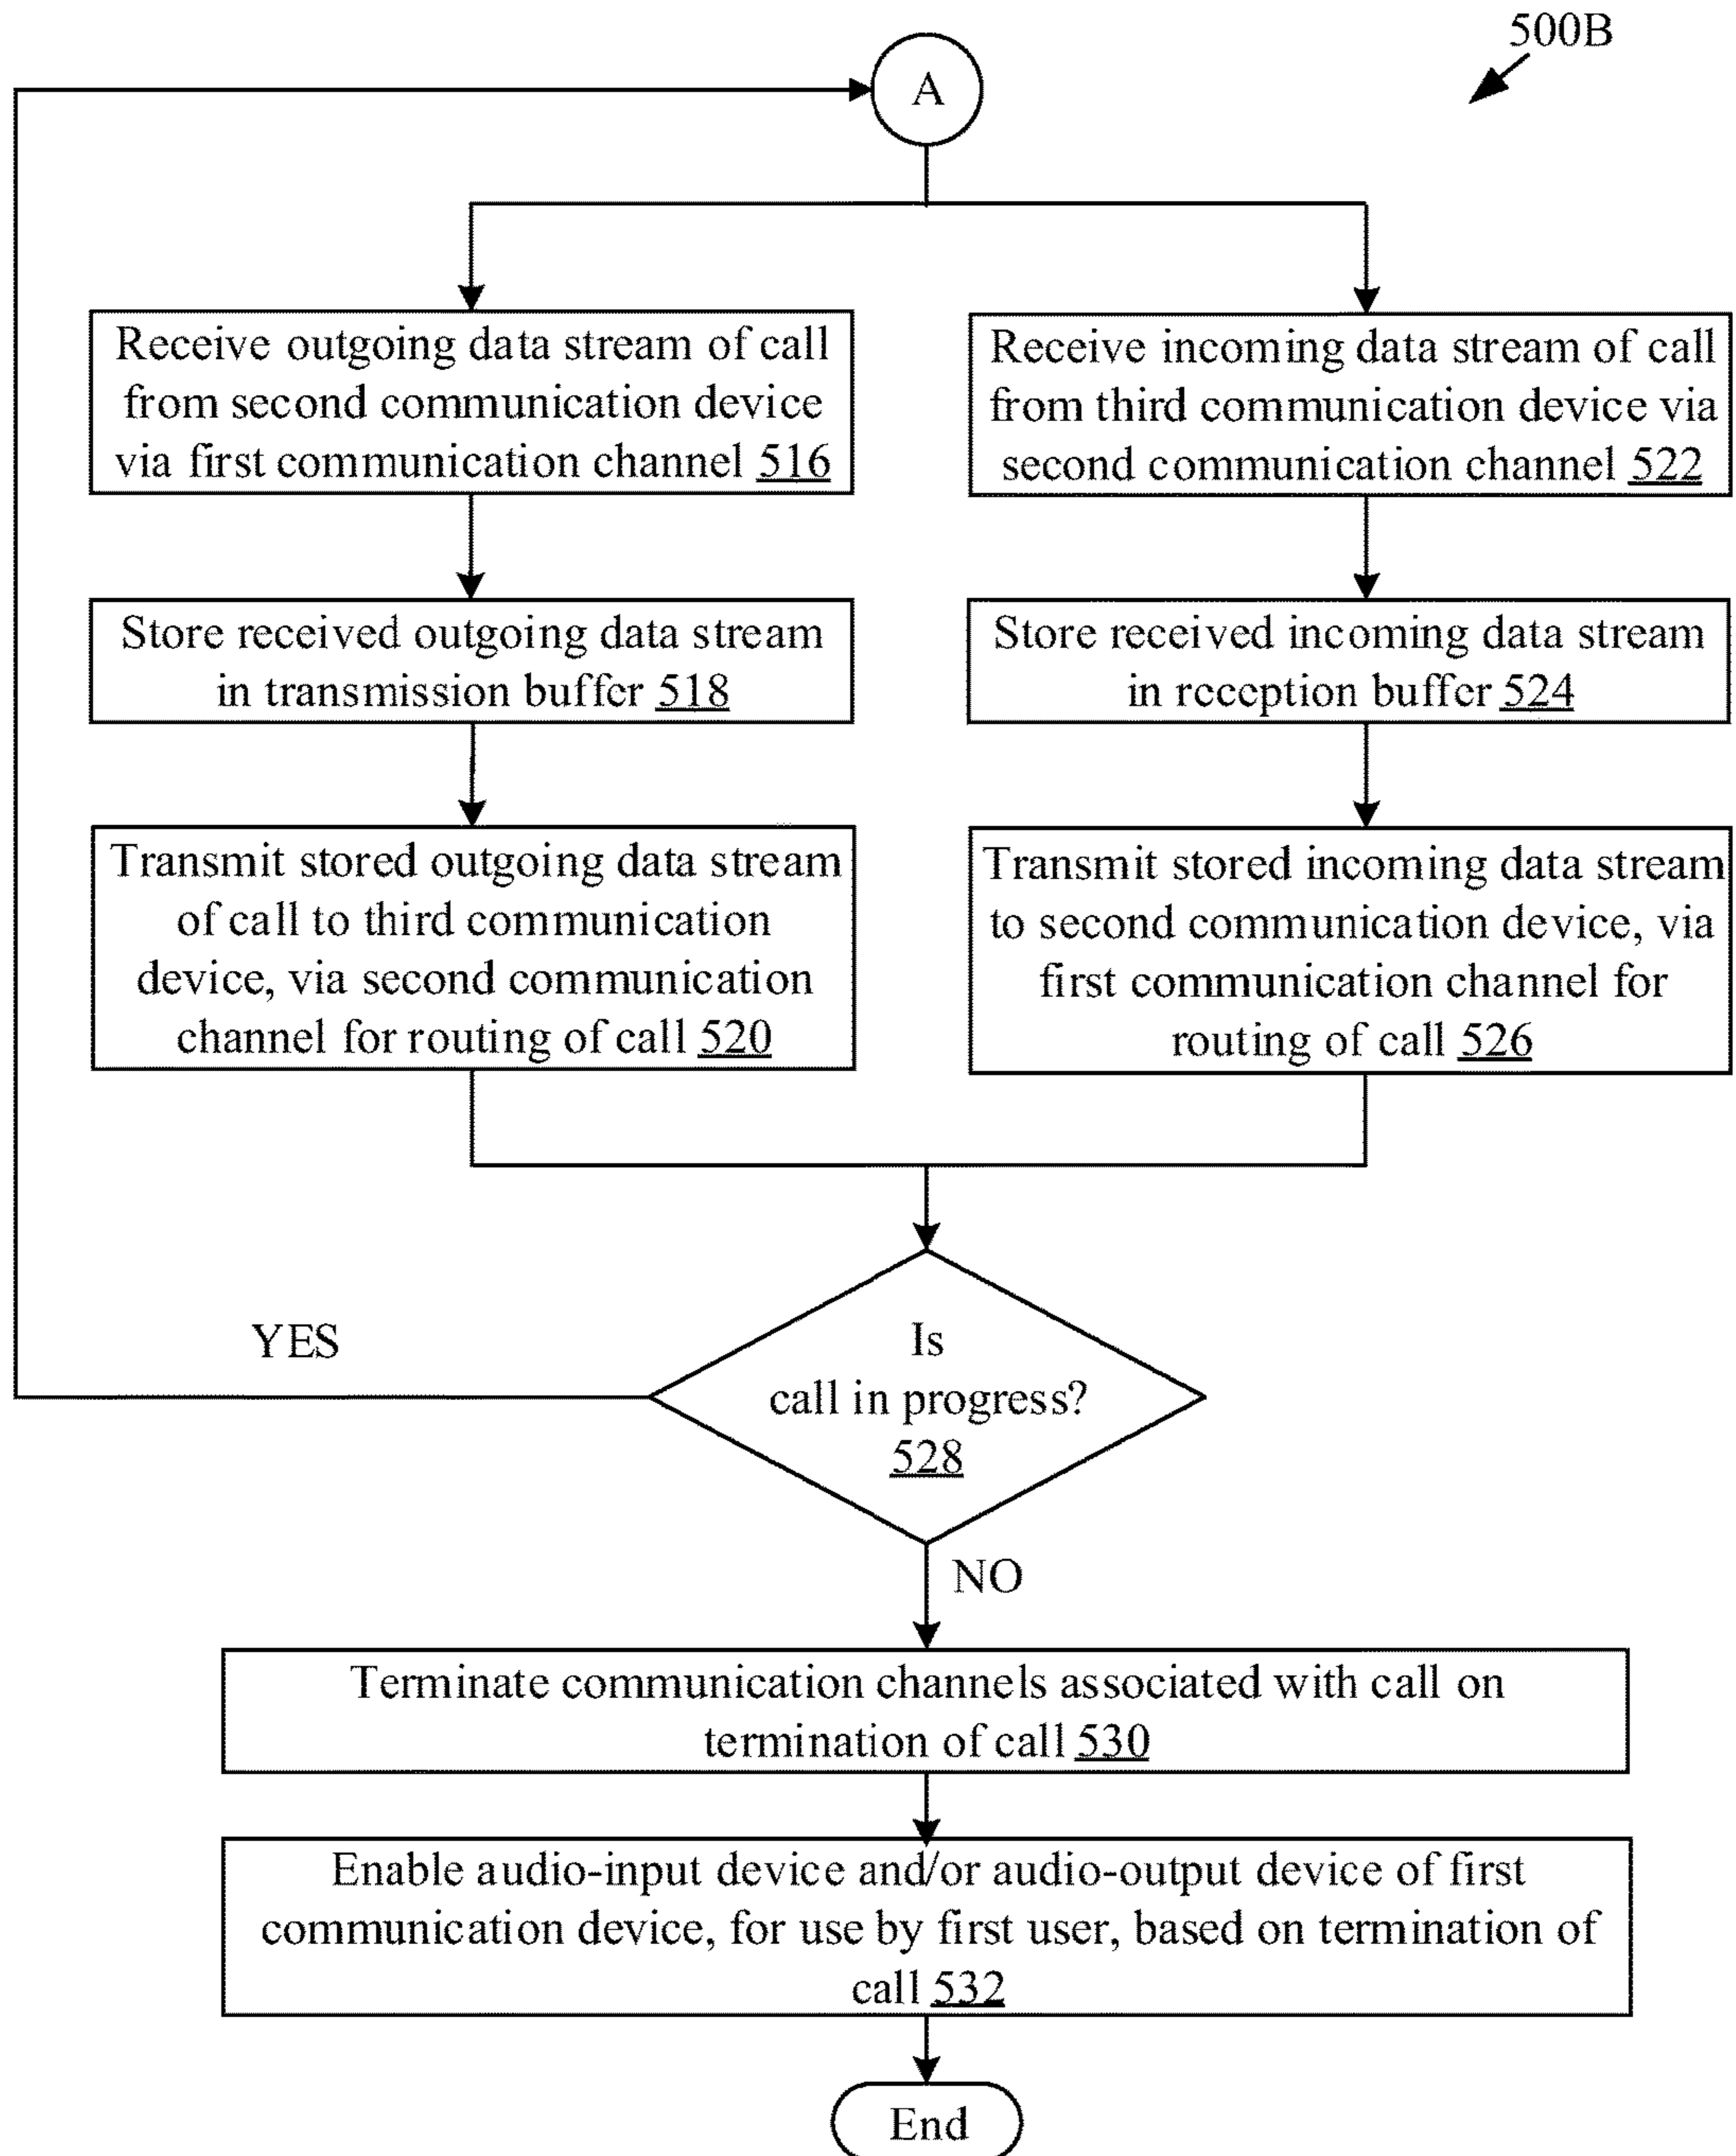 500B
A
Receive outgoing data stream of call
from second communication device
via first communication channel 516
Receive incoming data stream of call
from third communication device via
second communication channel 522
Store received outgoing data stream
in transmission buffer 518
Store received incoming data stream
in reception buffer 524
Transmit stored outgoing data stream
of call to third communication
device, via second communication
channel for routing of call 520
Transmit stored incoming data stream
to second communication device, via
first communication channel for
routing of call 526
Is
call in progress?
528
YES
NO
Terminate communication channels associated with call on
termination of call 530
Enable audio-input device and/or audio-output device of first
communication device, for use by first user, based on termination of
call 532
End